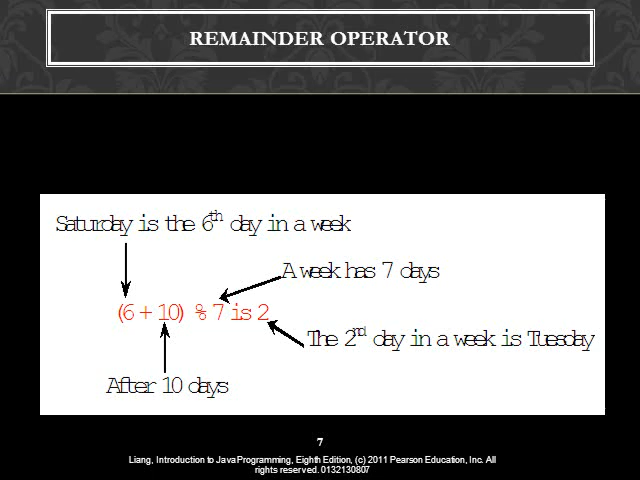 REMAINDER OPERATOR
Saturday is the 6th day in a week
A week has 7 days
(6 + 10) % 7 is 2
The 2nd day in a week is Tuesday
After 10 days
7
Liang, Introduction to Java Programming, Eighth Edition, (c) 2011 Pearson Education, Inc. All
rights reserved. 0132130807